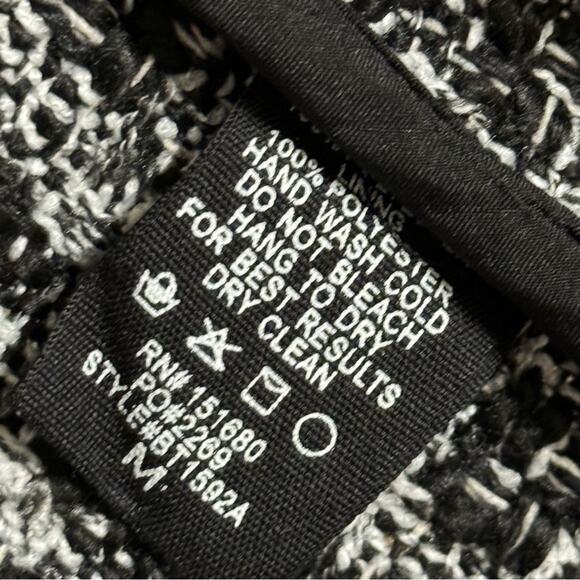 LINING
100% POLYESTER
HAND WASH COLD
DO NOT BLEACH
HANG TO DRY
FOR BEST RESULTS
DRY CLEAN
RN# 151680
PO#2269
STYLE#BT1592A
M